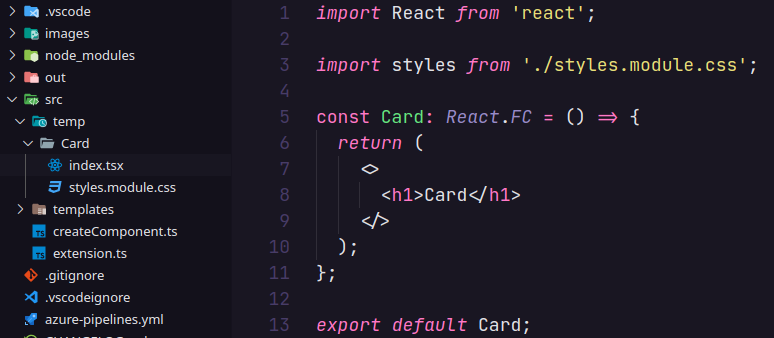 .vscode
images
node_modules
out
src
temp
Card
index.tsx
styles.module.css
templates
createComponent.ts
extension.ts
.gitignore
.vscodeignore
azure-pipelines.yml
1 import React from 'react';
2
3 import styles from './styles.module.css';
4
5 const Card: React.FC = () => {
6 return (
7 <>
8 <h1>Card</h1>
9 </>
10 );
11 };
12
13 export default Card;